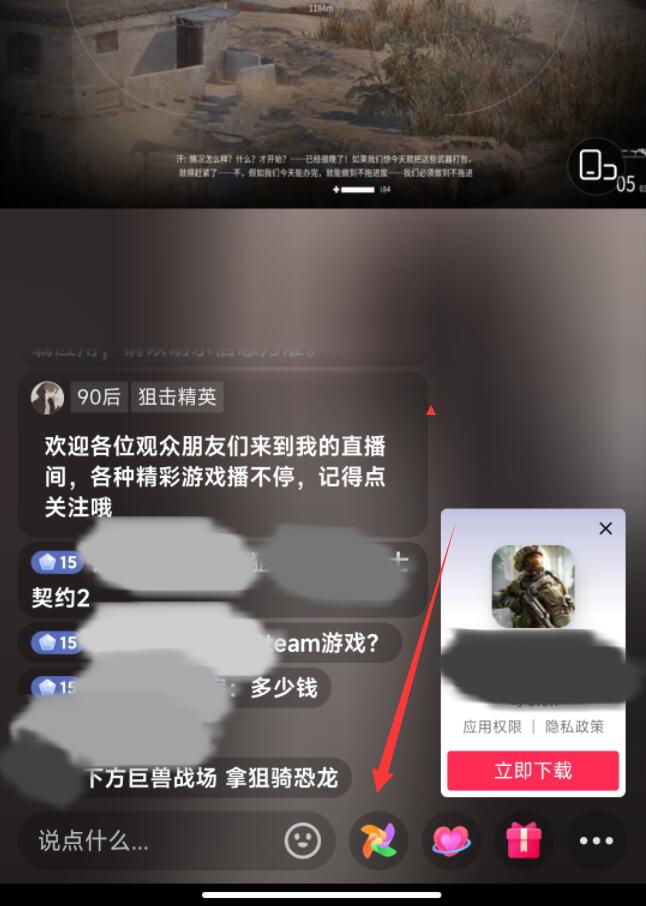 1184m
汗: 情况怎么样? 什么? 才开始? ……已经很晚了! 如果我们想今天就把这些武器打包,
就得赶紧了……不, 假如我们今天能办完, 就能做到不拖进度……我们必须做到不拖进
184
05
90后 狙击精英
欢迎各位观众朋友们来到我的直播
间，各种精彩游戏播不停，记得点
关注哦
15
契约2
15 team游戏?
15 ：多少钱
下方巨兽战场 拿狙骑恐龙
应用权限 | 隐私政策
立即下载
说点什么...